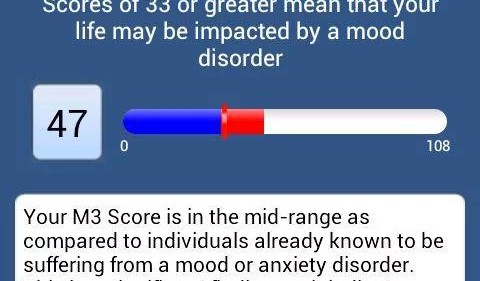 Scores of 33 or greater mean that your
life may be impacted by a mood
disorder
47
0
108
Your M3 Score is in the mid-range as
compared to individuals already known to be
suffering from a mood or anxiety disorder.